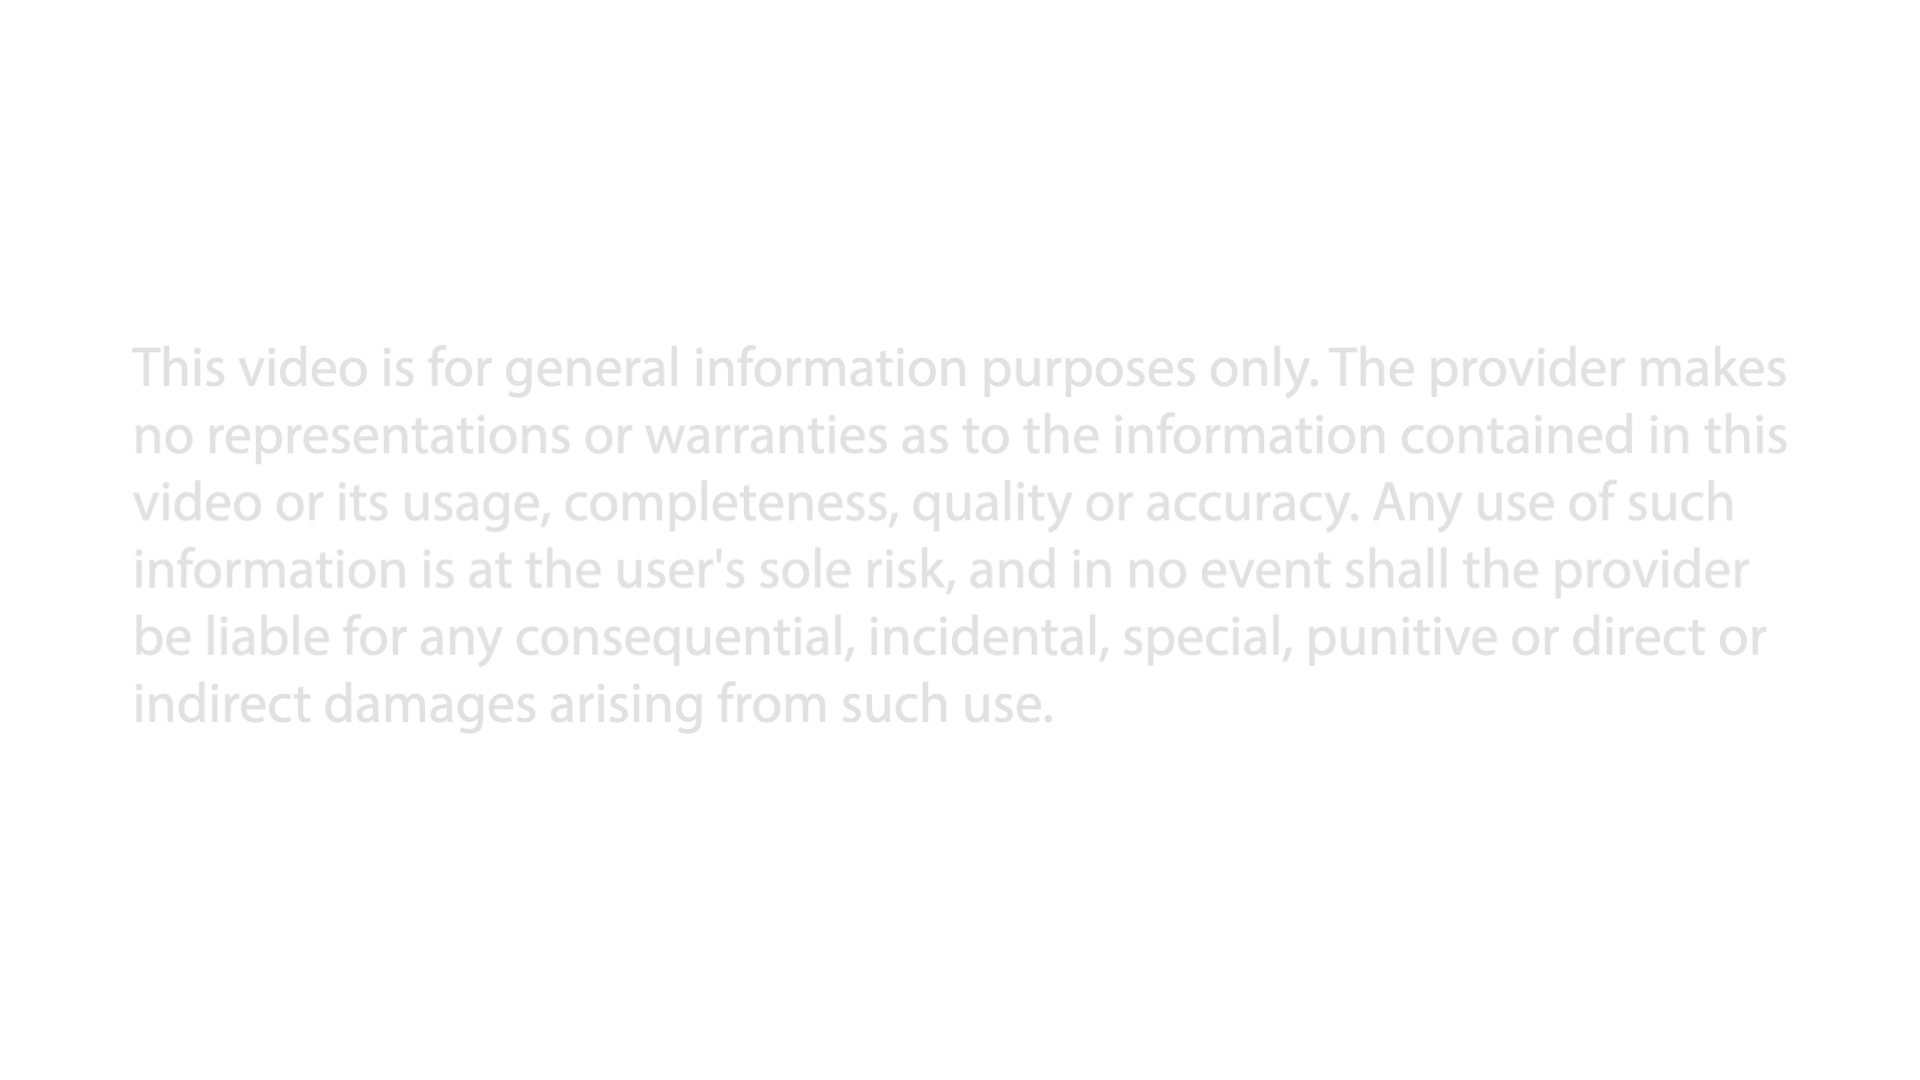 This video is for general information purposes only. The provider makes
no representations or warranties as to the information contained in this
video or its usage, completeness, quality or accuracy. Any use of such
information is at the user's sole risk, and in no event shall the provider
be liable for any consequential, incidental, special, punitive or direct or
indirect damages arising from such use.